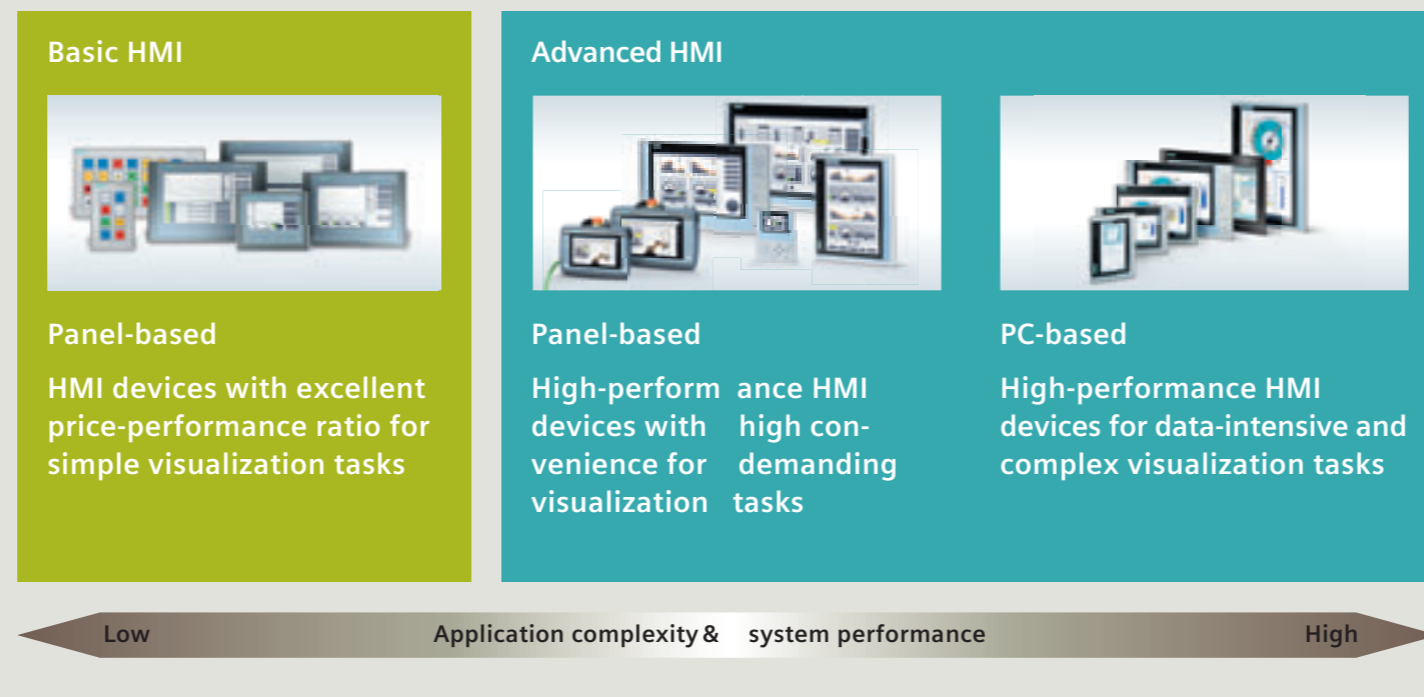 Basic HMI
Panel-based
HMI devices with excellent
price-performance ratio for
simple visualization tasks
Advanced HMI
Panel-based
High-perform ance HMI
devices with high con-
venience for demanding
visualization tasks
PC-based
High-performance HMI
devices for data-intensive and
complex visualization tasks
Low Application complexity & system performance High